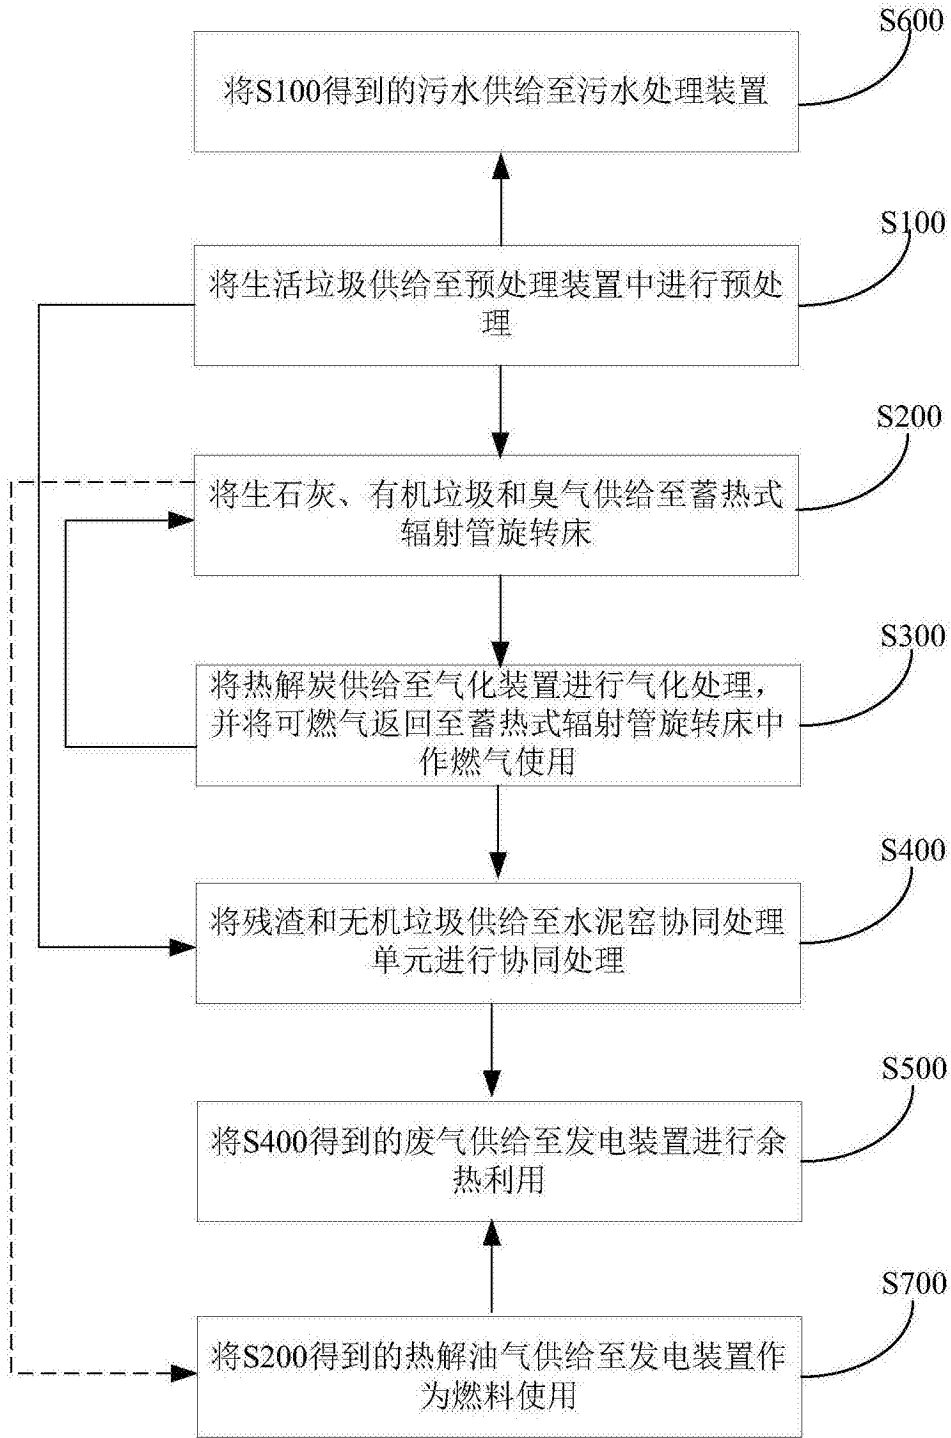 S600
将S100得到的污水供给至污水处理装置
S100
将生活垃圾供给至预处理装置中进行预处
理
S200
将生石灰、有机垃圾和臭气供给至蓄热式
辐射管旋转床
S300
将热解炭供给至气化装置进行气化处理，
并将可燃气返回至蓄热式辐射管旋转床中
作燃气使用
S400
将残渣和无机垃圾供给至水泥窑协同处理
单元进行协同处理
S500
将S400得到的废气供给至发电装置进行余
热利用
S700
将S200得到的热解油气供给至发电装置作
为燃料使用